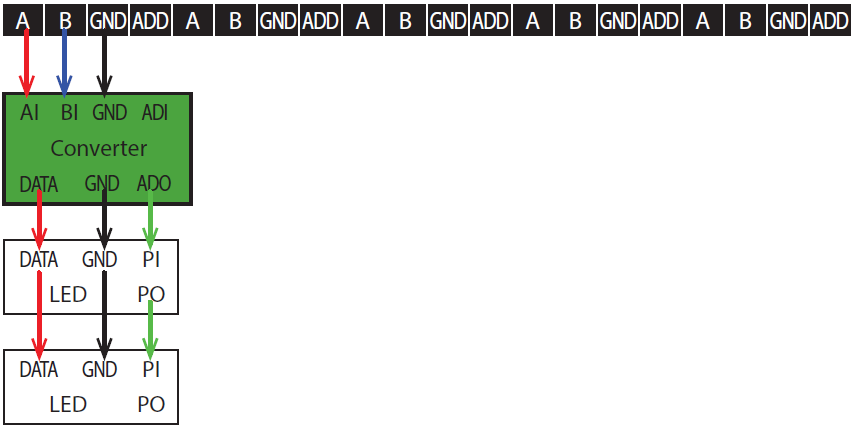 A B GND ADD A B GND ADD A B GND ADD A B GND ADD A B GND ADD
AI BI GND ADI
Converter
DATA GND ADO
DATA GND PI
LED PO
DATA GND PI
LED PO